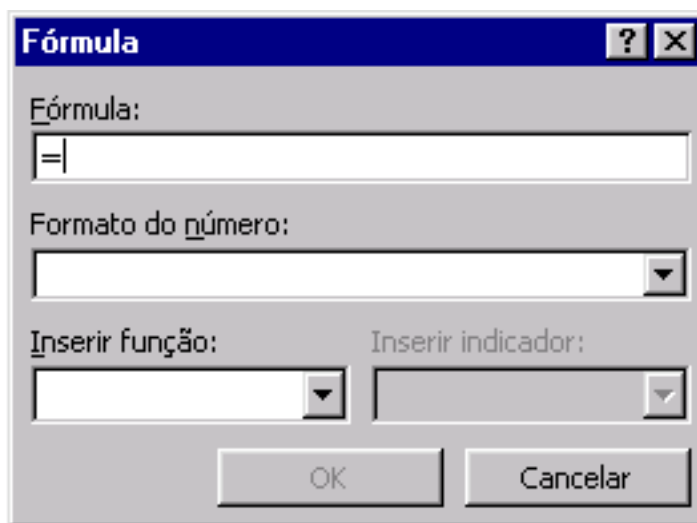 Fórmula
Fórmula:
=
Formato do número:
Inserir função: Inserir indicador:
OK Cancelar